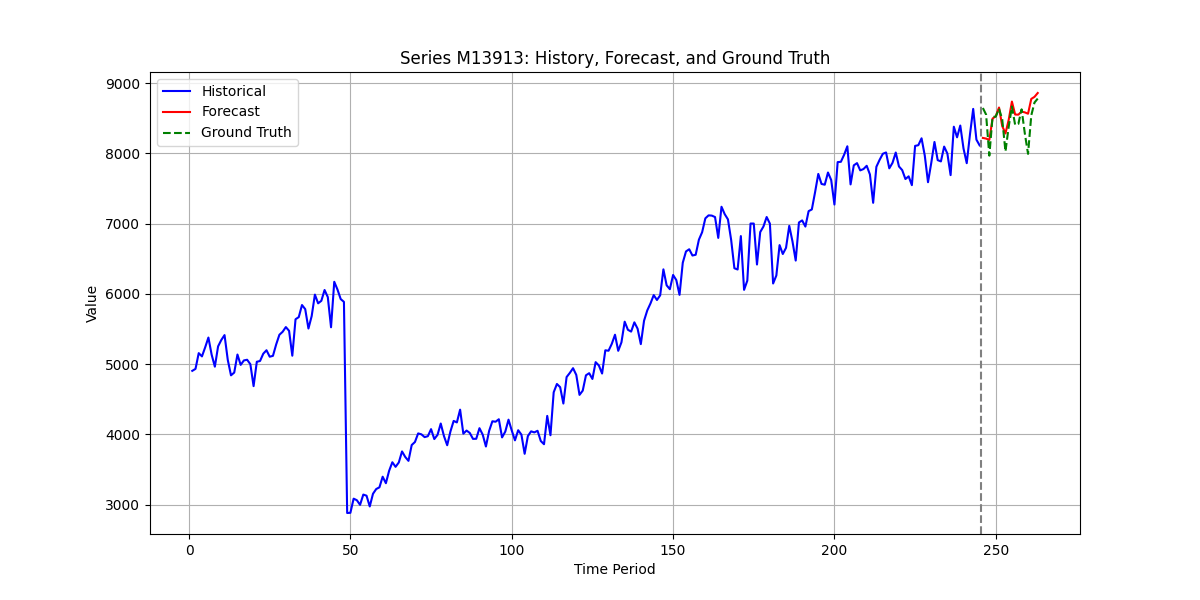 Series M13913: History, Forecast, and Ground Truth
Historical
Forecast
Ground Truth
9000
8000
7000
6000
5000
4000
3000
Value
0 50 100 150 200 250
Time Period